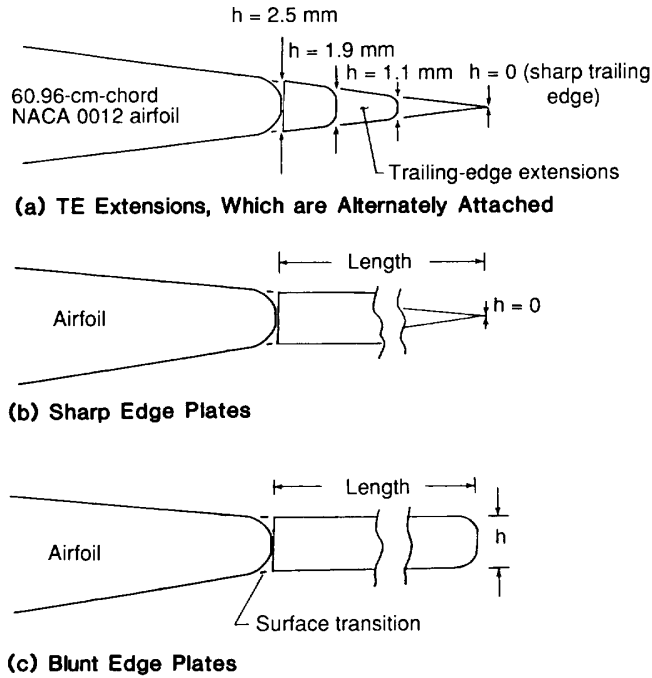 h = 2.5 mm
h = 1.9 mm
h = 1.1 mm
h = 0 (sharp trailing
edge)
60.96-cm-chord
NACA 0012 airfoil
Trailing-edge extensions
(a) TE Extensions, Which are Alternately Attached
Length
h = 0
Airfoil
(b) Sharp Edge Plates
Length
h
Airfoil
Surface transition
(c) Blunt Edge Plates